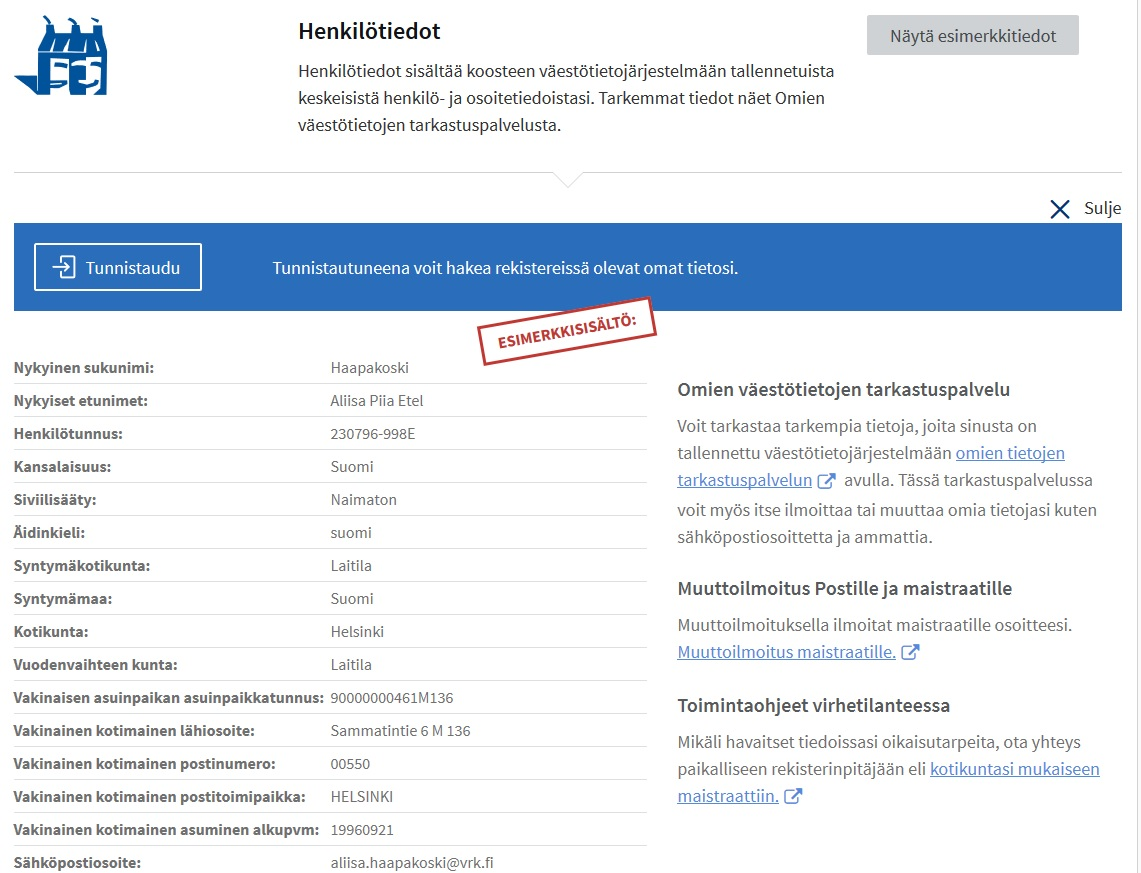 Henkilötiedot
Näytä esimerkkitiedot
Henkilötiedot sisältää koosteen väestötietojärjestelmään tallennetuista
keskeisistä henkilö- ja osoitetiedoistasi. Tarkemmat tiedot näet Omien
väestötietojen tarkastuspalvelusta.
Sulje
Tunnistaudu
Tunnistautuneena voit hakea rekistereissä olevat omat tietosi.
ESIMERKKISISÄLTÖ:
Nykyinen sukunimi: Haapakoski
Nykyiset etunimet: Aliisa Piia Etel
Henkilötunnus: 230796-998E
Kansalaisuus: Suomi
Siviilisääty: Naimaton
Äidinkieli: suomi
Syntymäkotikunta: Laitila
Syntymämaa: Suomi
Kotikunta: Helsinki
Vuodenvaihteen kunta: Laitila
Vakinaisen asuinpaikan asuinpaikkatunnus: 90000000461M136
Vakinainen kotimainen lähiosoite: Sammatintie 6 M 136
Vakinainen kotimainen postinumero: 00550
Vakinainen kotimainen postitoimipaikka: HELSINKI
Vakinainen kotimainen asuminen alkupvm: 19960921
Sähköpostiosoite: aliisa.haapakoski@vrk.fi
Omien väestötietojen tarkastuspalvelu
Voit tarkastaa tarkempia tietoja, joita sinusta on
tallennettu väestötietojärjestelmään omien tietojen
tarkastuspalvelun avulla. Tässä tarkastuspalvelussa
voit myös itse ilmoittaa tai muuttaa omia tietojasi kuten
sähköpostiosoittetta ja ammattia.
Muuttoilmoitus Postille ja maistraatille
Muuttoilmoituksella ilmoitat maistraatille osoitteesi.
Muuttoilmoitus maistraatille.
Toimintaohjeet virhetilanteessa
Mikäli havaitset tiedoissasi oikaisutarpeita, ota yhteys
paikalliseen rekisterinpitäjään eli kotikuntasi mukaiseen
maistraattiin.